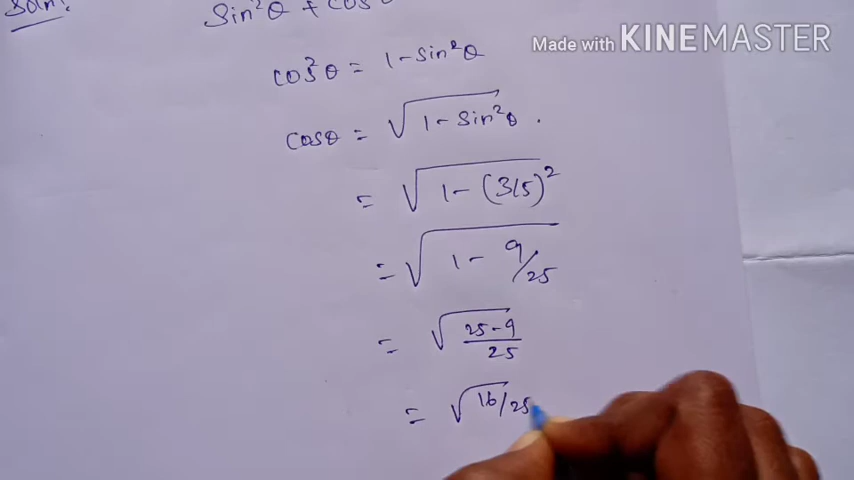 Soln:
Sin²θ + cos²
cos²θ = 1-sin²θ
Made with KINEMASTER
cosθ = √1-sin²θ.
= √1-(3/5)²
= √1-9/25
= √25-9/25
= √16/25